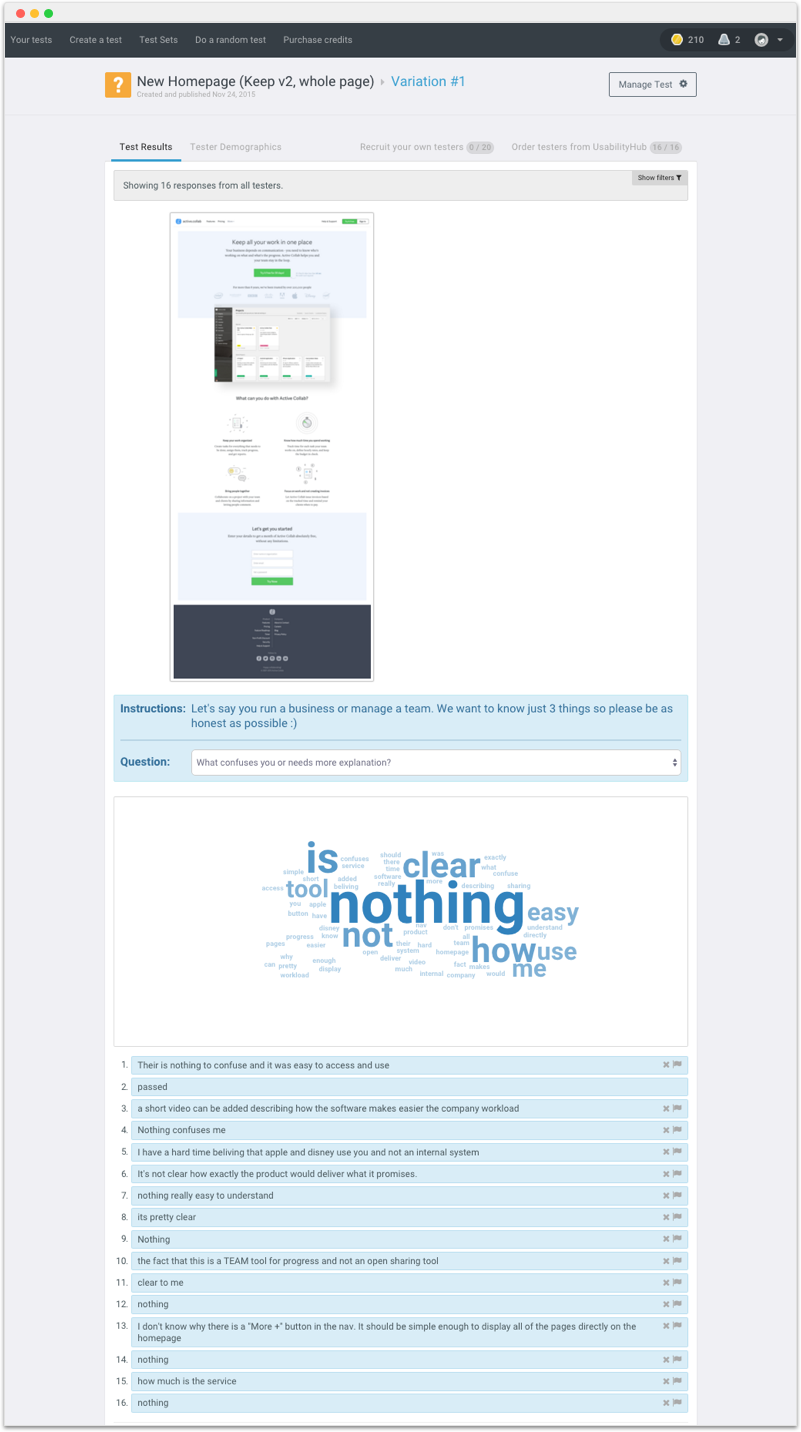 Your tests Create a test Test Sets Do a random test Purchase credits 210 2
? New Homepage (Keep v2, whole page) Variation #1
Created and published Nov 24, 2015
Manage Test
Test Results Tester Demographics Recruit your own testers 0 / 20 Order testers from UsabilityHub 16 / 16
Showing 16 responses from all testers.
Show filters
Keep all your work in one place
What can you do with Active Collab?
Let's get you started
Instructions: Let's say you run a business or manage a team. We want to know just 3 things so please be as
honest as possible :)
Question: What confuses you or needs more explanation?
is confuses should was exactly
service there clear what
simple time confuse
short added software
access tool beliving really more describing sharing
you apple nothing easy
button have
disney nav don't promises understand
progress know not product all directly
pages easier their hard team how use
open system homepage
why enough deliver video fact makes me
can pretty display much internal company would
workload
1. Their is nothing to confuse and it was easy to access and use
2. passed
3. a short video can be added describing how the software makes easier the company workload
4. Nothing confuses me
5. I have a hard time beliving that apple and disney use you and not an internal system
6. It's not clear how exactly the product would deliver what it promises.
7. nothing really easy to understand
8. its pretty clear
9. Nothing
10. the fact that this is a TEAM tool for progress and not an open sharing tool
11. clear to me
12. nothing
13. I don't know why there is a "More +" button in the nav. It should be simple enough to display all of the pages directly on the
homepage
14. nothing
15. how much is the service
16. nothing